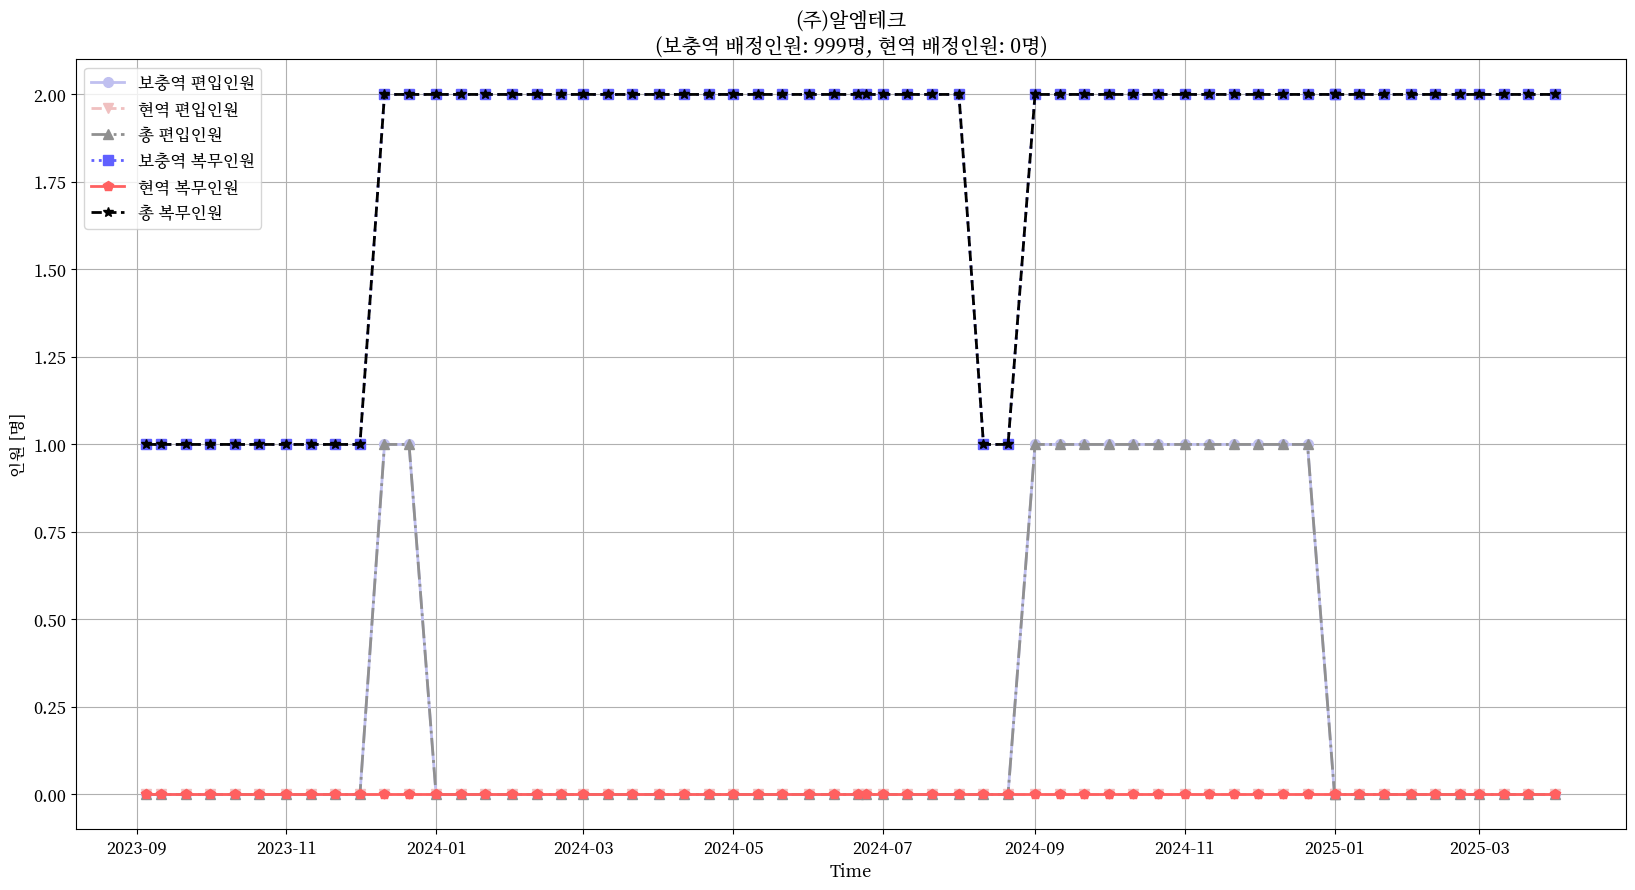 (주)알엠테크
(보충역 배정인원: 999명, 현역 배정인원: 0명)
보충역 편입인원
현역 편입인원
총 편입인원
보충역 복무인원
현역 복무인원
총 복무인원
2.00
1.75
1.50
1.25
1.00
0.75
0.50
0.25
0.00
인원 [명]
2023-09 2023-11 2024-01 2024-03 2024-05 2024-07 2024-09 2024-11 2025-01 2025-03
Time